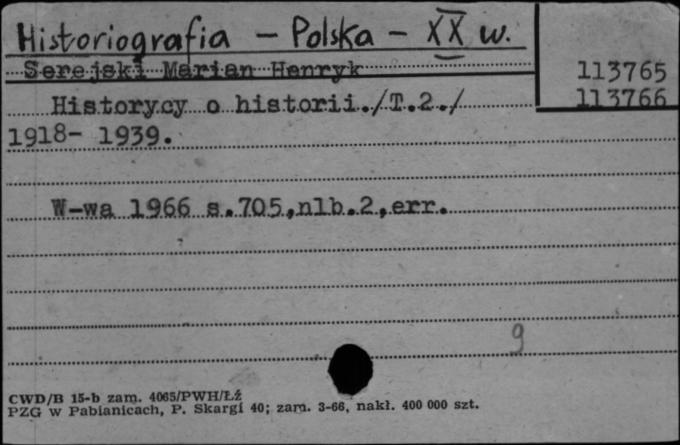 Historiografia - Polska - XX w.
Serejski Marian Henryk
113765
113766
Historycy o historii./T.2./
1918- 1939.
W-wa 1966 s.705,nlb.2,err.
9
CWD/B 15-b zam. 4065/PWH/Łź
PZG w Pabianicach, P. Skargi 40; zam. 3-66, nakł. 400 000 szt.